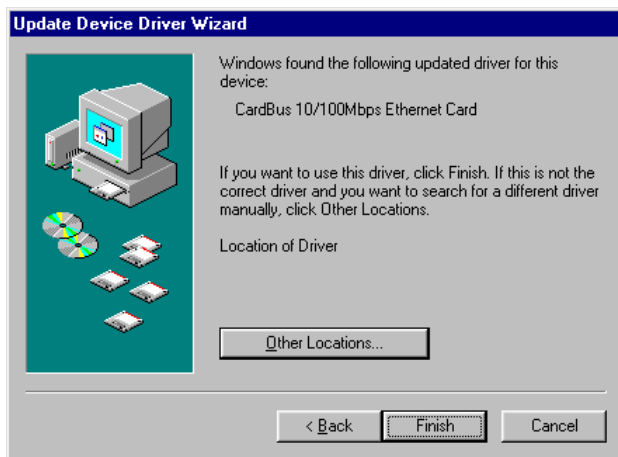 Update Device Driver Wizard
Windows found the following updated driver for this
device:
CardBus 10/100Mbps Ethernet Card
If you want to use this driver, click Finish. If this is not the
correct driver and you want to search for a different driver
manually, click Other Locations.
Location of Driver
Other Locations...
< Back
Finish
Cancel